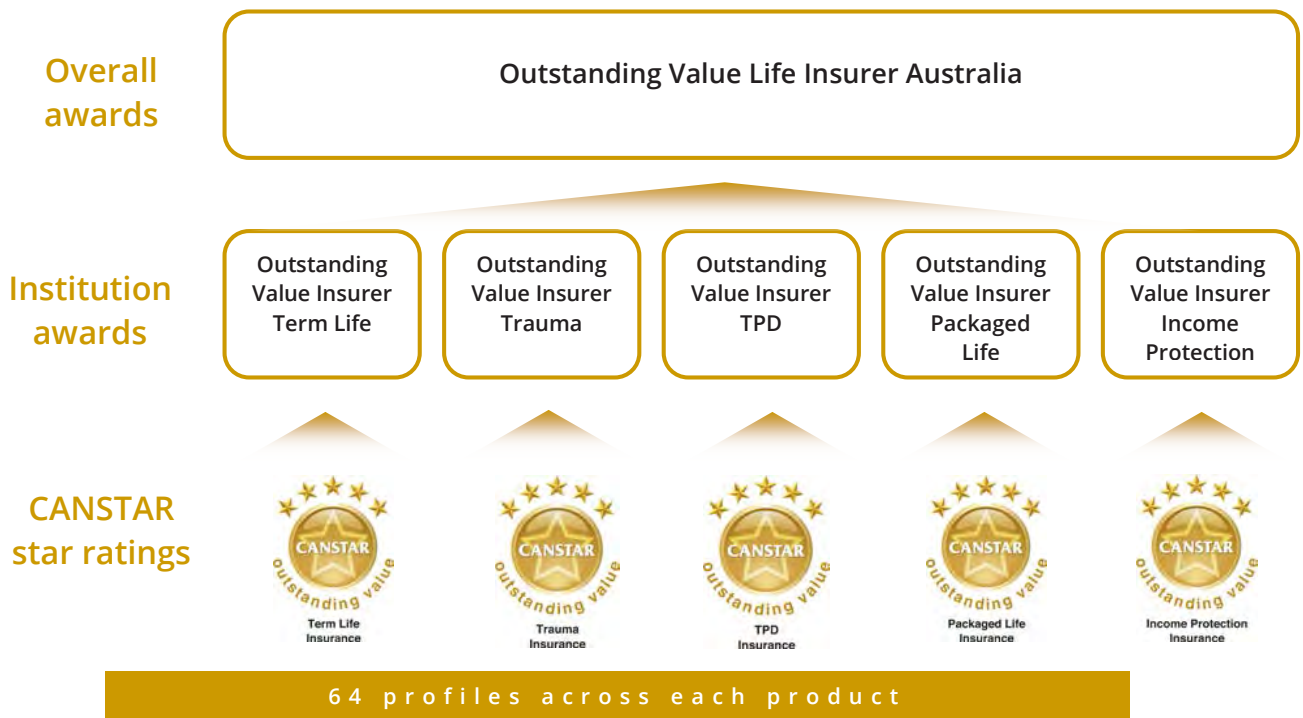 Overall
awards
Outstanding Value Life Insurer Australia
Institution
awards
Outstanding
Value Insurer
Term Life
Outstanding
Value Insurer
Trauma
Outstanding
Value Insurer
TPD
Outstanding
Value Insurer
Packaged
Life
Outstanding
Value Insurer
Income
Protection
CANSTAR
star ratings
CANSTAR
outstanding value
Term Life
Insurance
CANSTAR
outstanding value
Trauma
Insurance
CANSTAR
outstanding value
TPD
Insurance
CANSTAR
outstanding value
Packaged Life
Insurance
CANSTAR
outstanding value
Income Protection
Insurance
64 profiles across each product